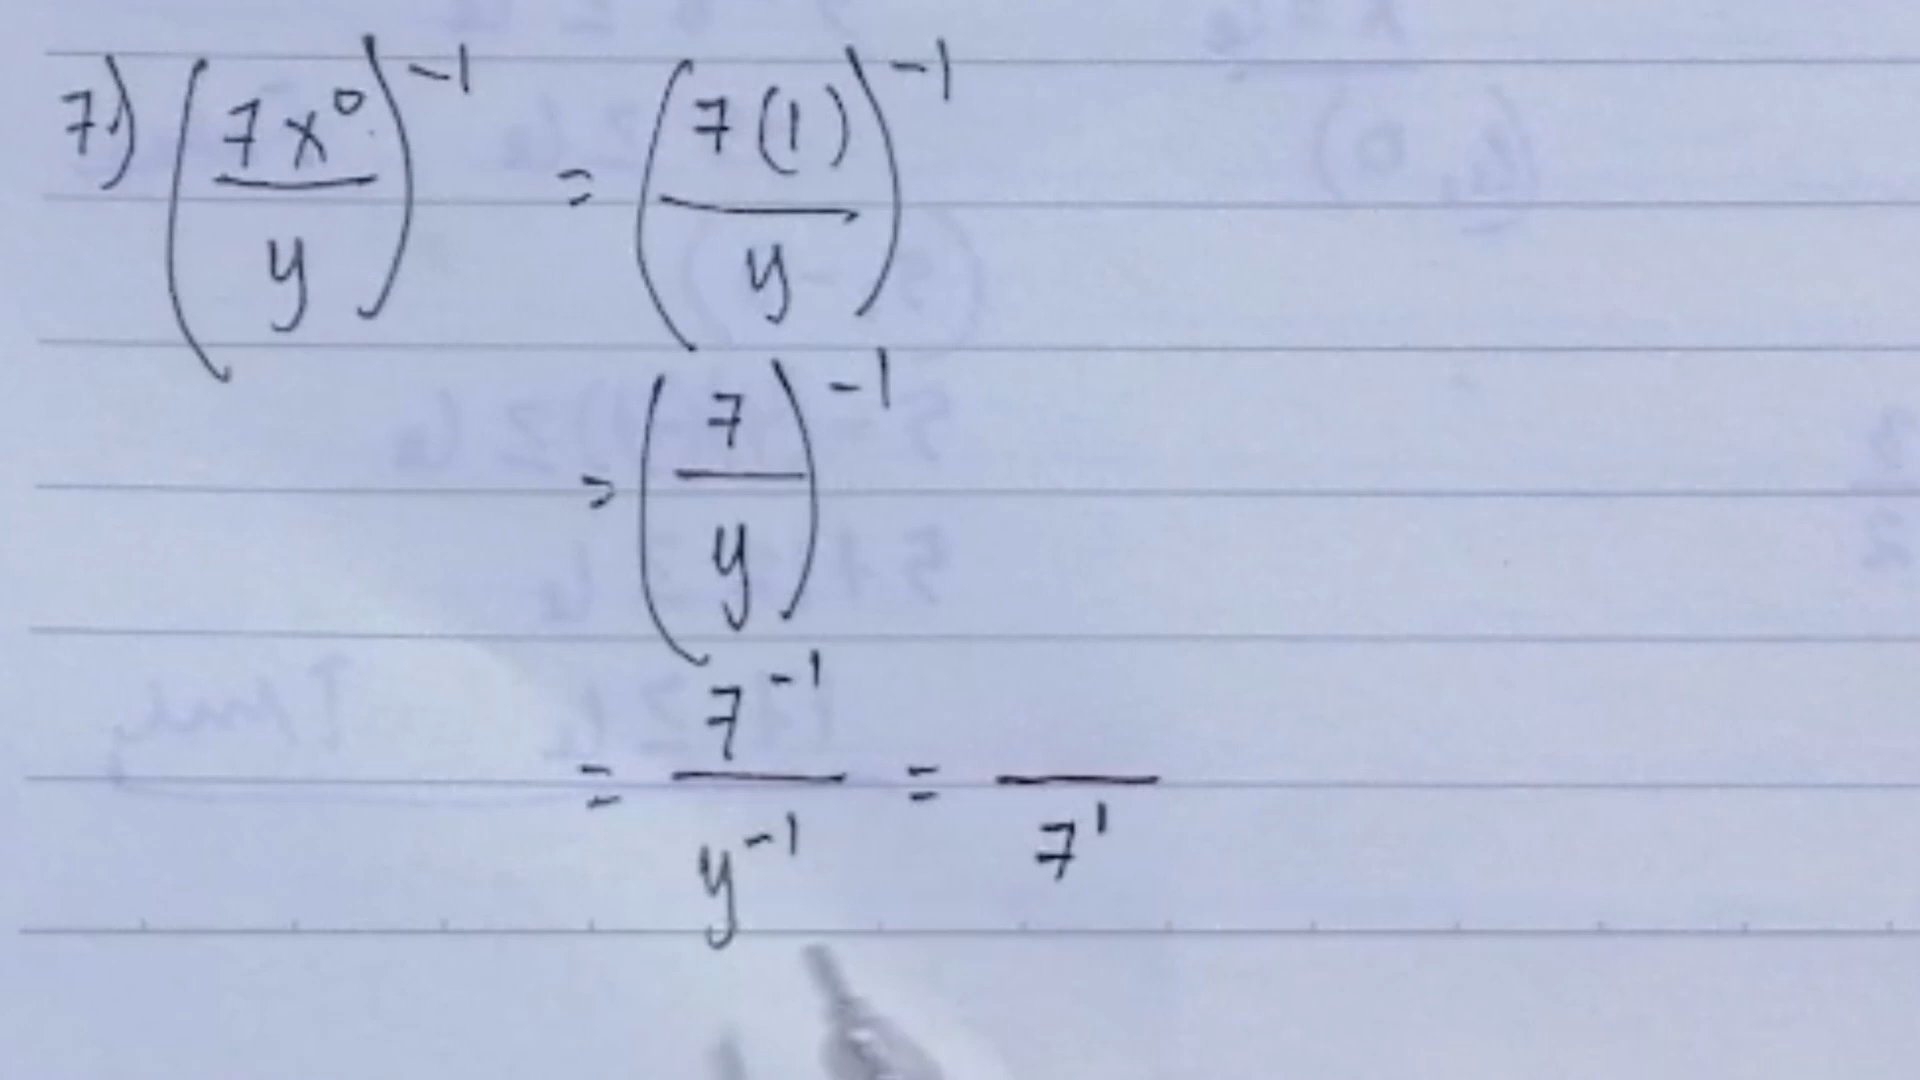 7) (7x⁰/y)⁻¹ = (7(1)/y)⁻¹
= (7/y)⁻¹
= 7⁻¹/y⁻¹ = /7¹